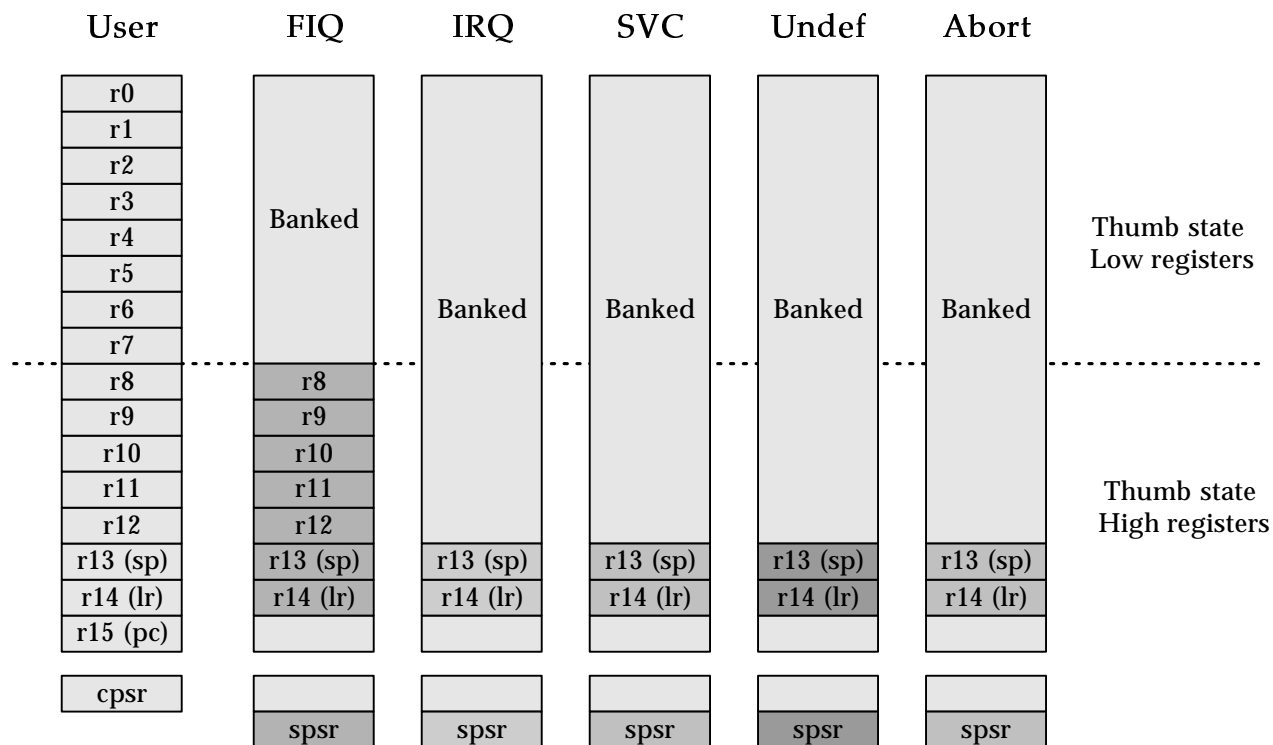 User FIQ IRQ SVC Undef Abort
r0
r1
r2
r3
r4
r5
r6
r7
Banked
Banked Banked Banked Banked
Thumb state
Low registers
r8 r8
r9 r9
r10 r10
r11 r11
r12 r12
r13 (sp) r13 (sp) r13 (sp) r13 (sp) r13 (sp) r13 (sp)
r14 (lr) r14 (lr) r14 (lr) r14 (lr) r14 (lr) r14 (lr)
r15 (pc)
Thumb state
High registers
cpsr
spsr spsr spsr spsr spsr